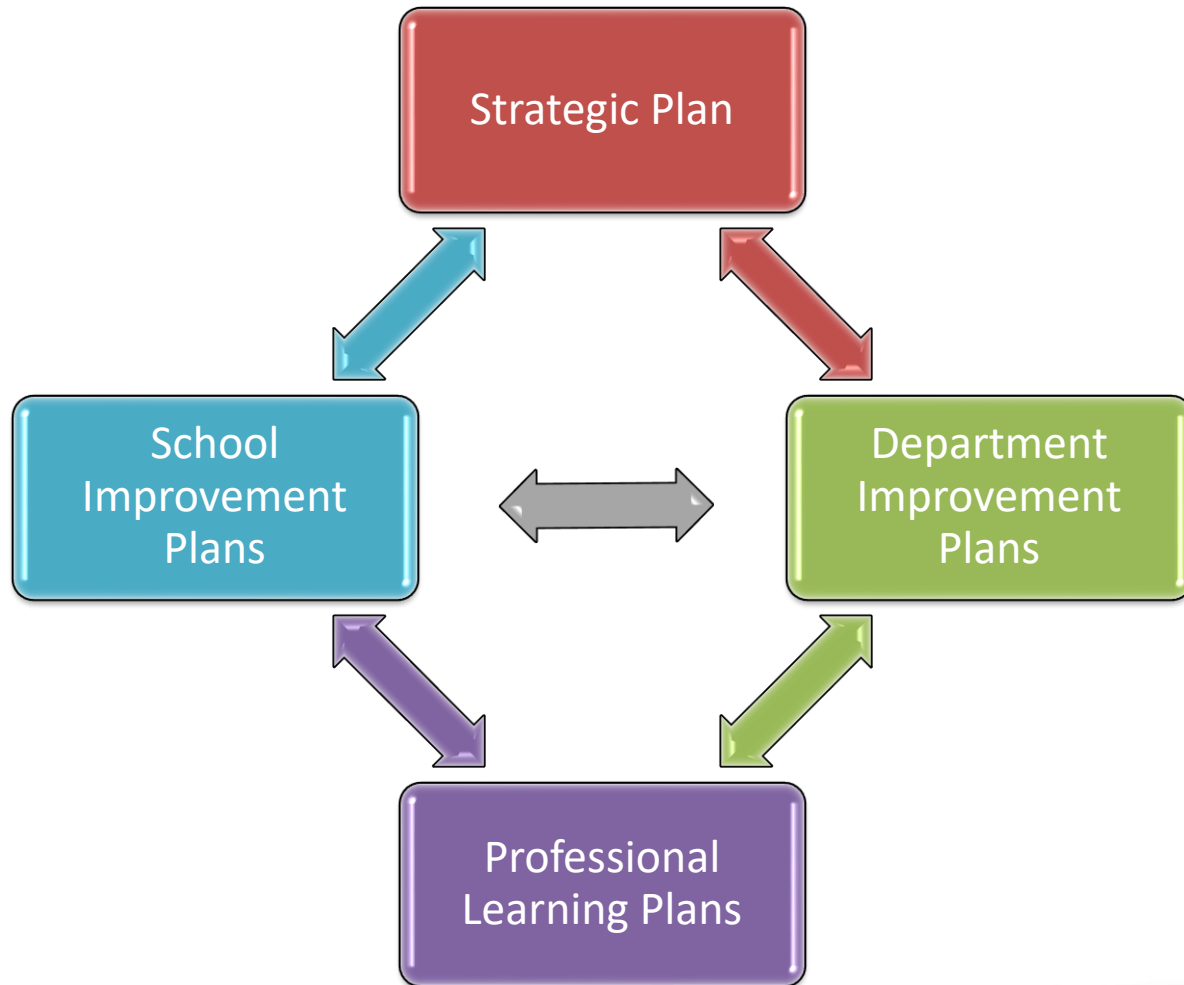 Strategic Plan
School
Improvement
Plans
Department
Improvement
Plans
Professional
Learning Plans